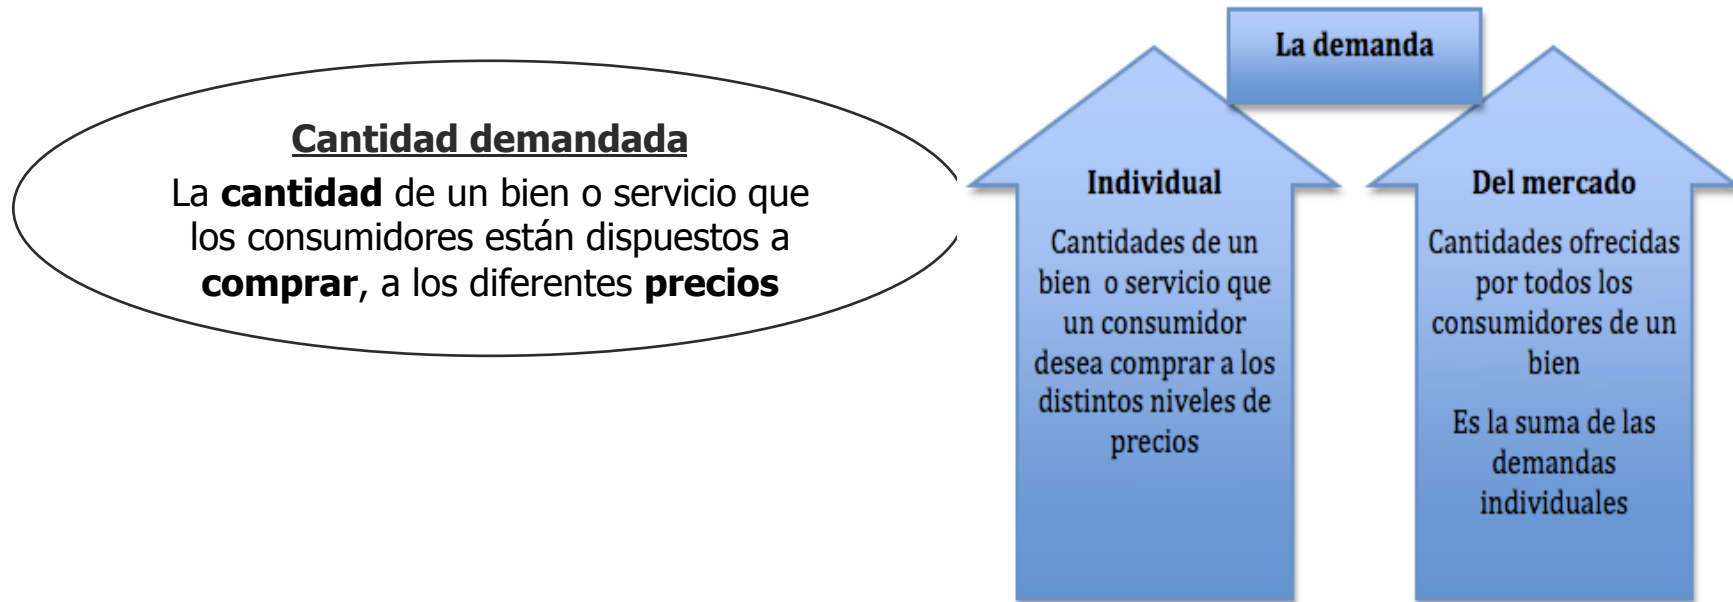 Cantidad demandada
La cantidad de un bien o servicio que
los consumidores están dispuestos a
comprar, a los diferentes precios
La demanda
Individual
Cantidades de un
bien o servicio que
un consumidor
desea comprar a los
distintos niveles de
precios
Del mercado
Cantidades ofrecidas
por todos los
consumidores de un
bien
Es la suma de las
demandas
individuales